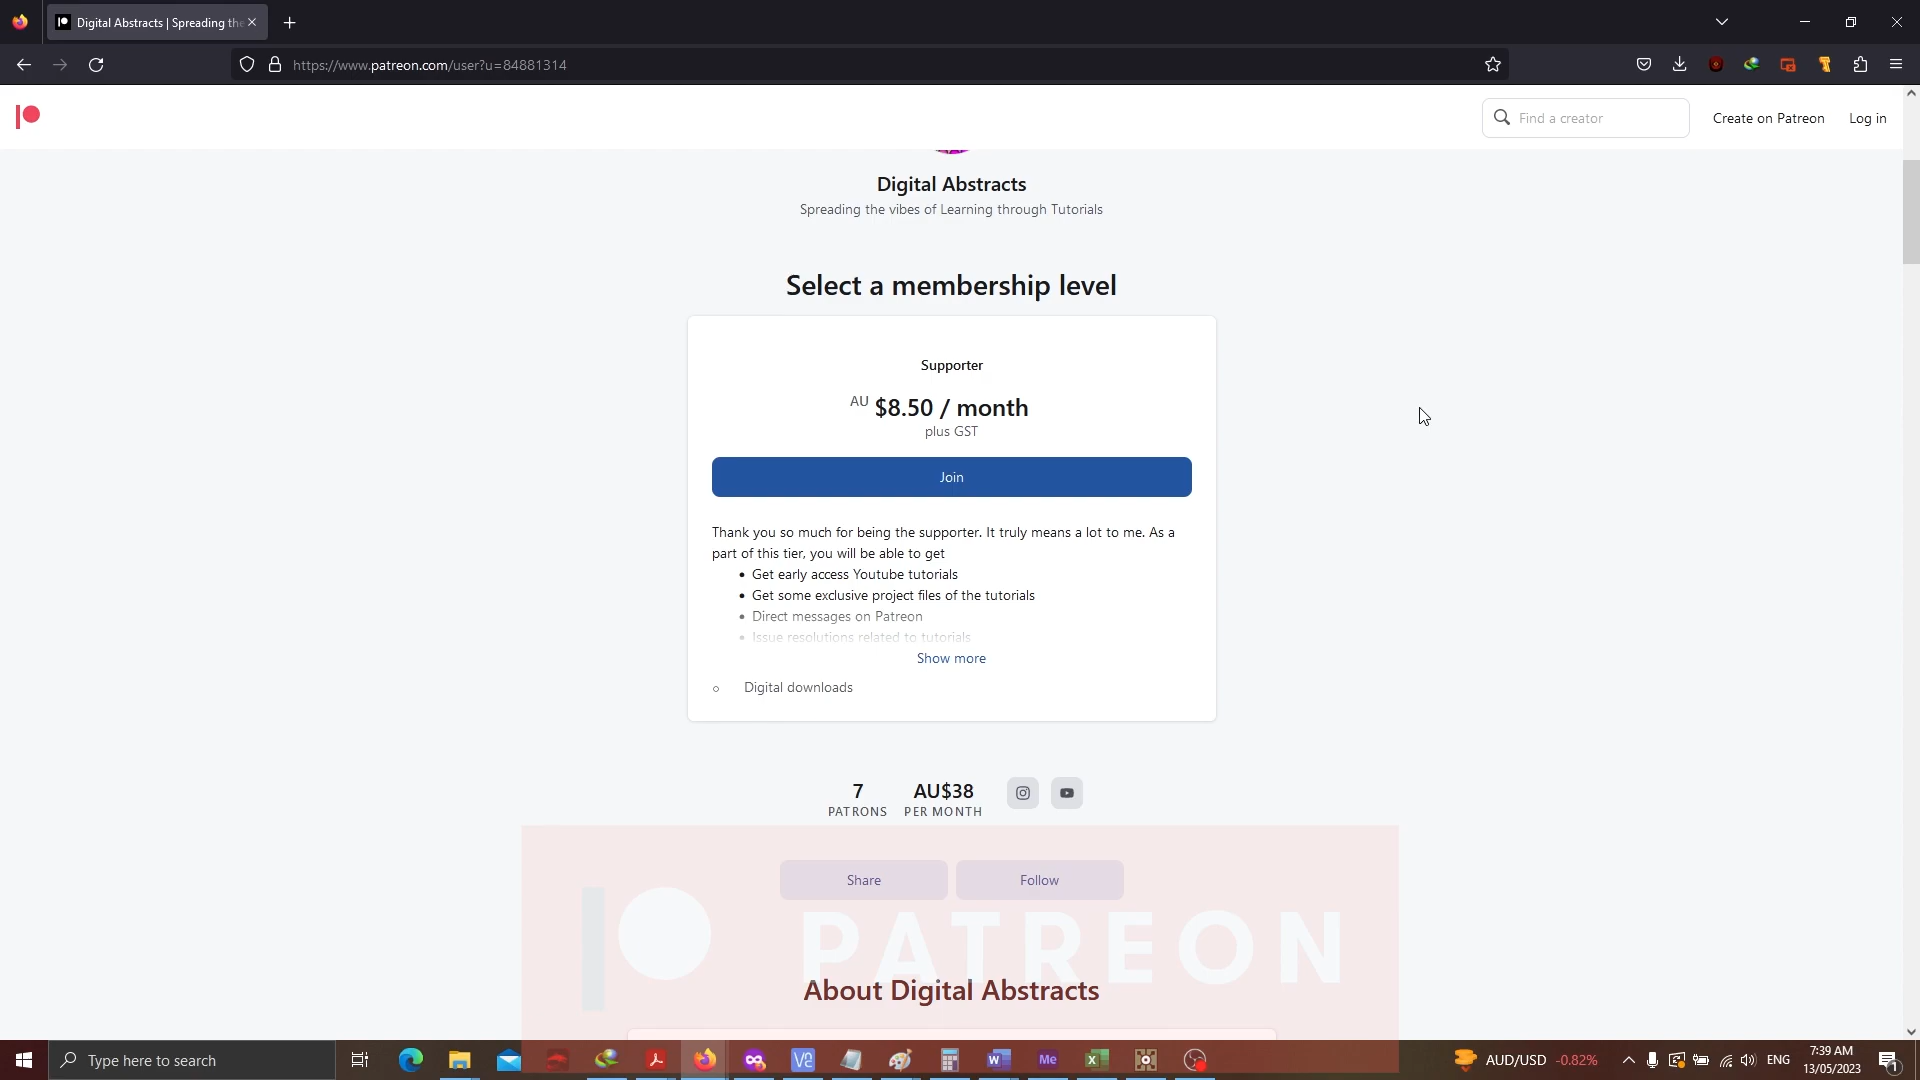 Digital Abstracts | Spreading the
https://www.patreon.com/user?u=84881314
Find a creator
Create on Patreon
Log in
Digital Abstracts
Spreading the vibes of Learning through Tutorials
Select a membership level
Supporter
AU $8.50 / month
plus GST
Join
Thank you so much for being the supporter. It truly means a lot to me. As a
part of this tier, you will be able to get
• Get early access Youtube tutorials
• Get some exclusive project files of the tutorials
• Direct messages on Patreon
• Issue resolutions related to tutorials
Show more
Digital downloads
7 AU$38
PATRONS PER MONTH
Share Follow
PATREON
About Digital Abstracts
Type here to search
AUD/USD -0.82%
ENG
7:39 AM
13/05/2023